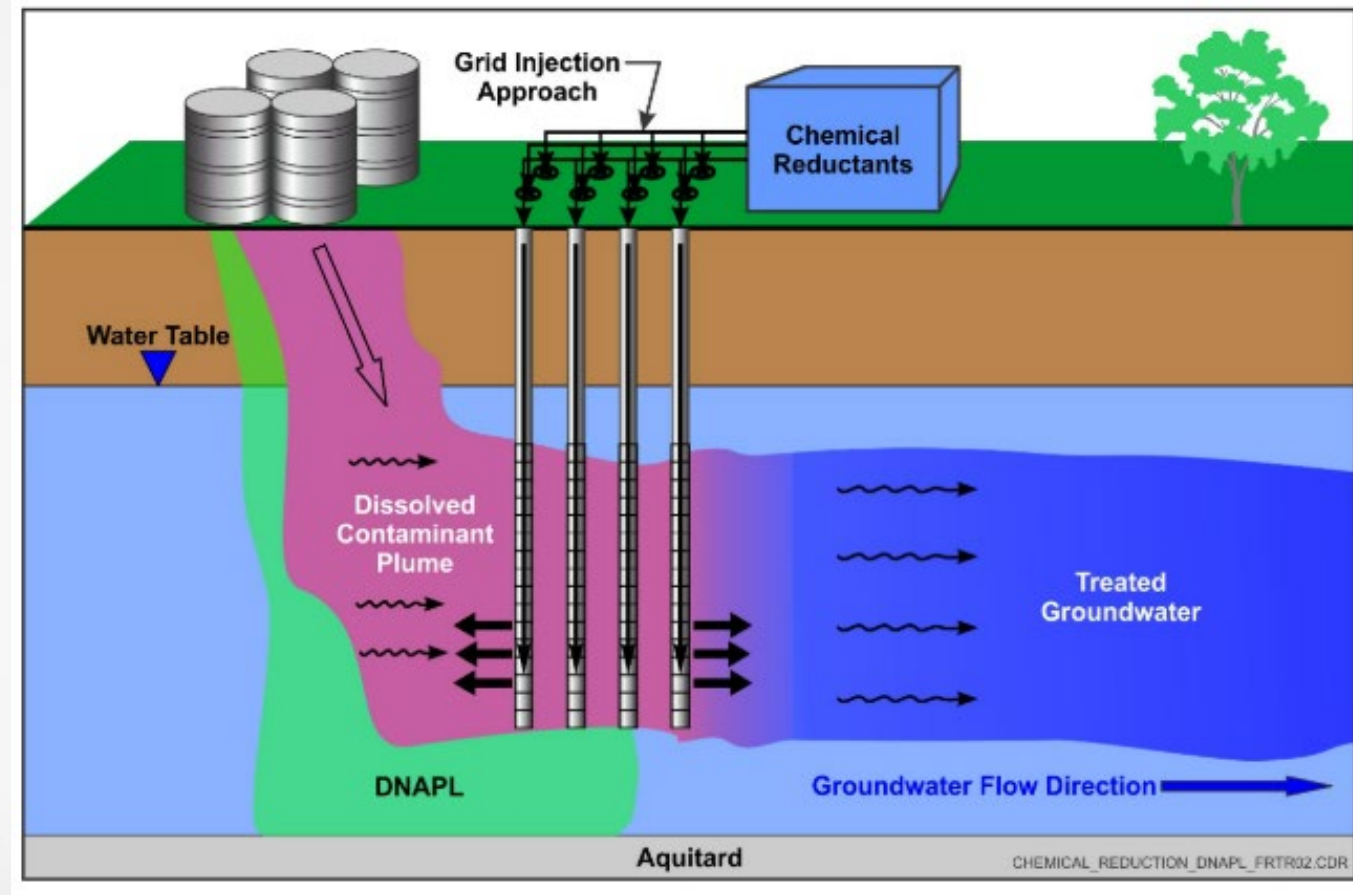 Grid Injection
Approach
Chemical
Reductants
Water Table
Dissolved
Contaminant
Plume
Treated
Groundwater
DNAPL
Groundwater Flow Direction
Aquitard
CHEMICAL_REDUCTION_DNAPL_FRTR02.CDR